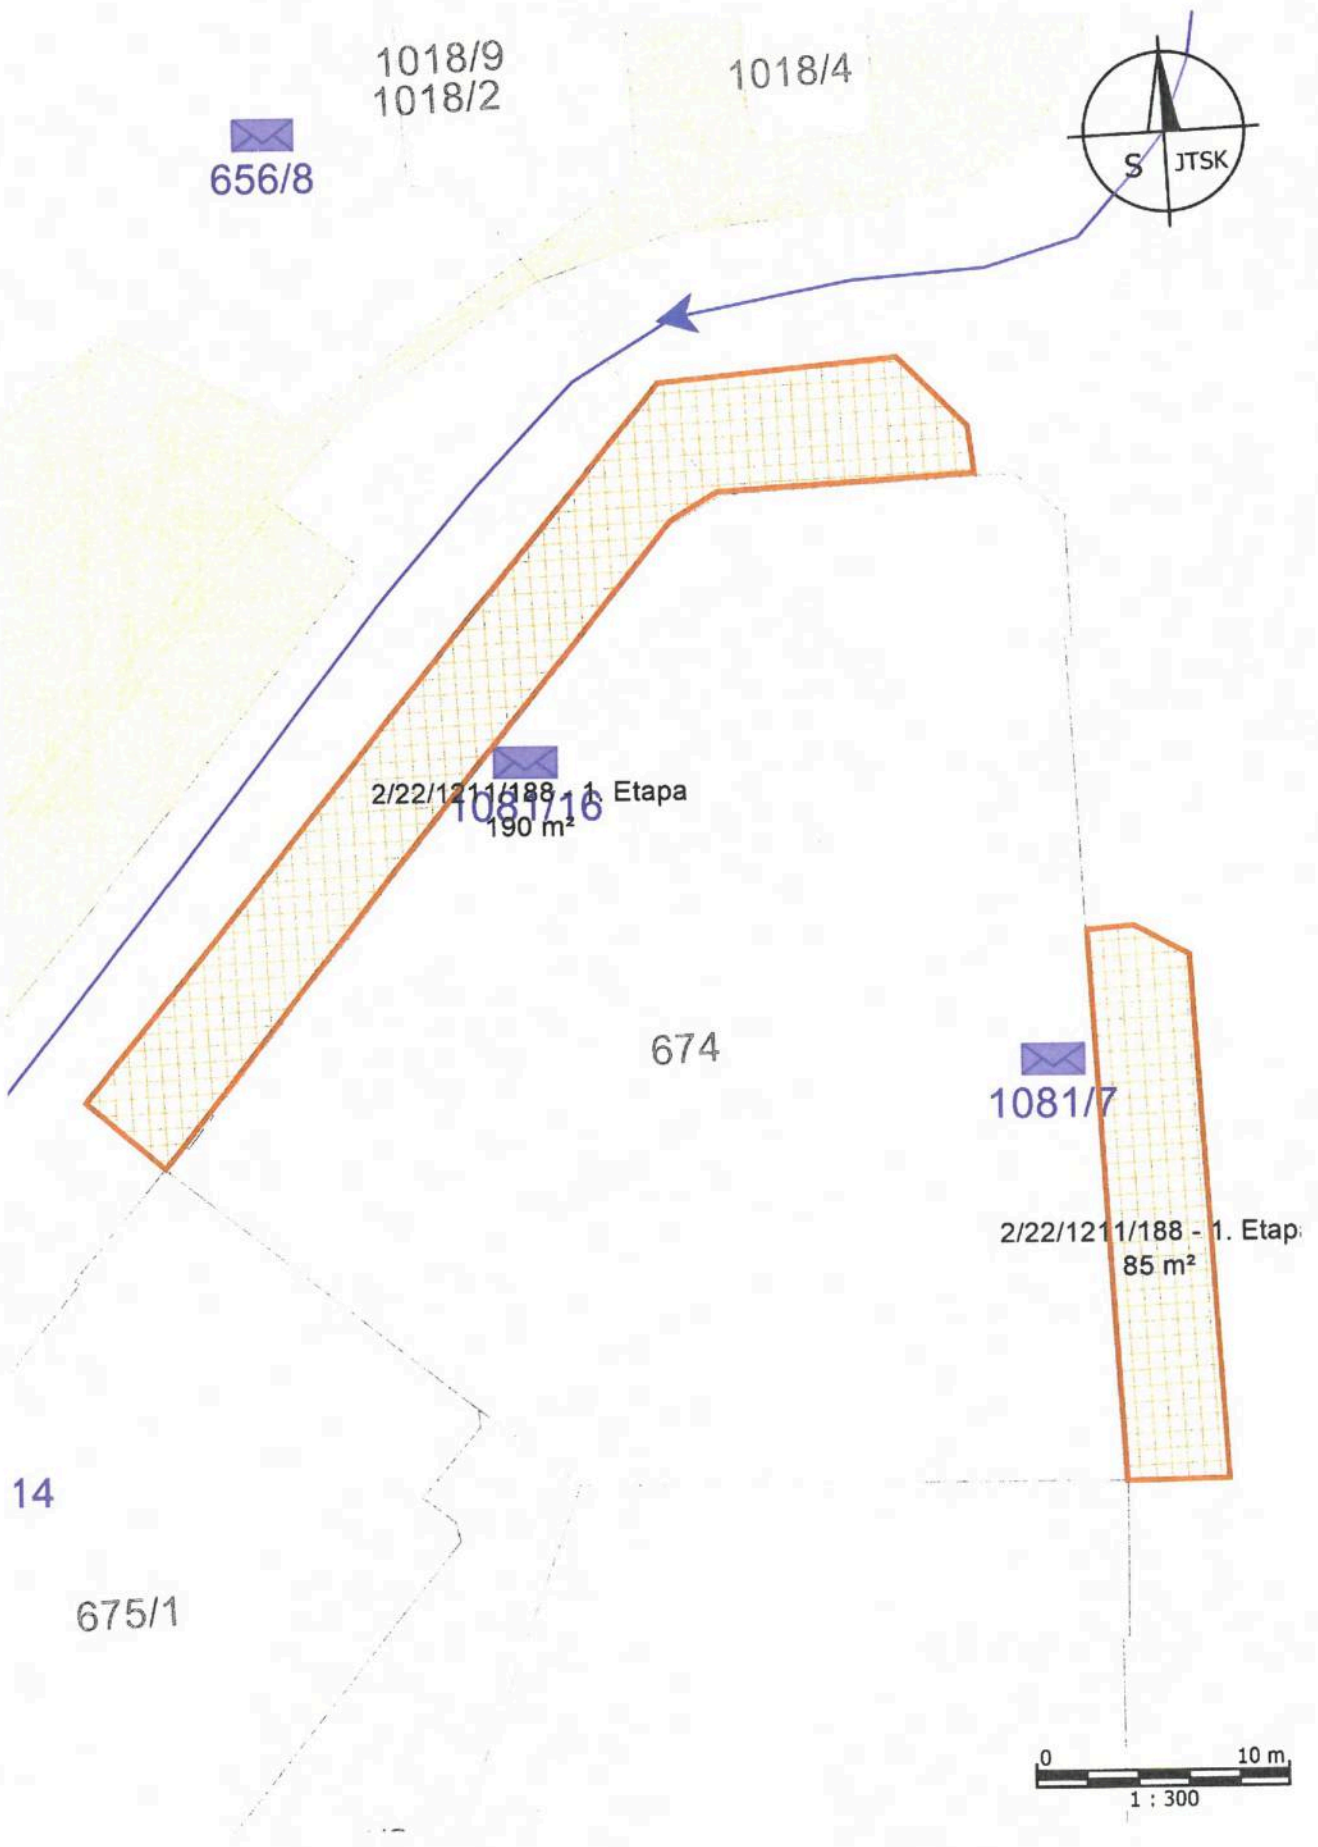 1018/9
1018/2
1018/4
656/8
S JTSK
2/22/1211/188 - 1. Etapa
1081/16
190 m²
674
1081/7
2/22/1211/188 - 1. Etap
85 m²
14
675/1
0 10 m
1 : 300